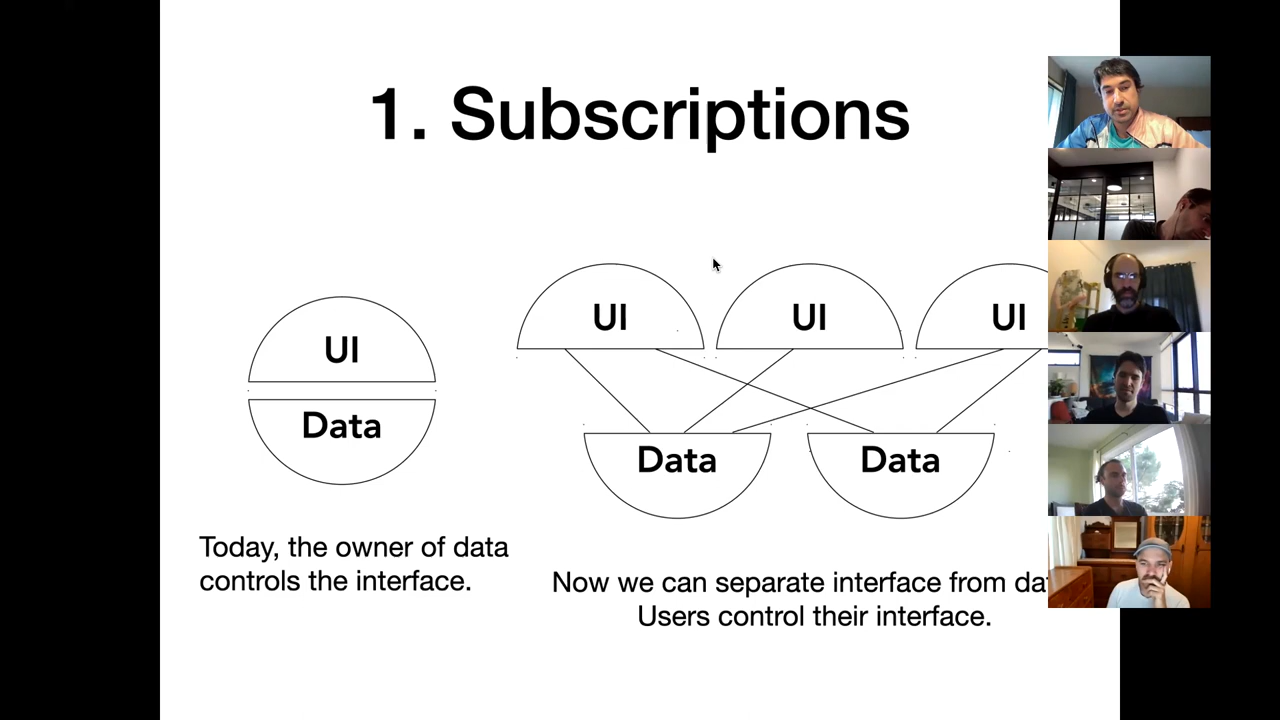 1. Subscriptions
UI
Data
Today, the owner of data
controls the interface.
UI
UI
UI
Data
Data
Now we can separate interface from
Users control their interface.